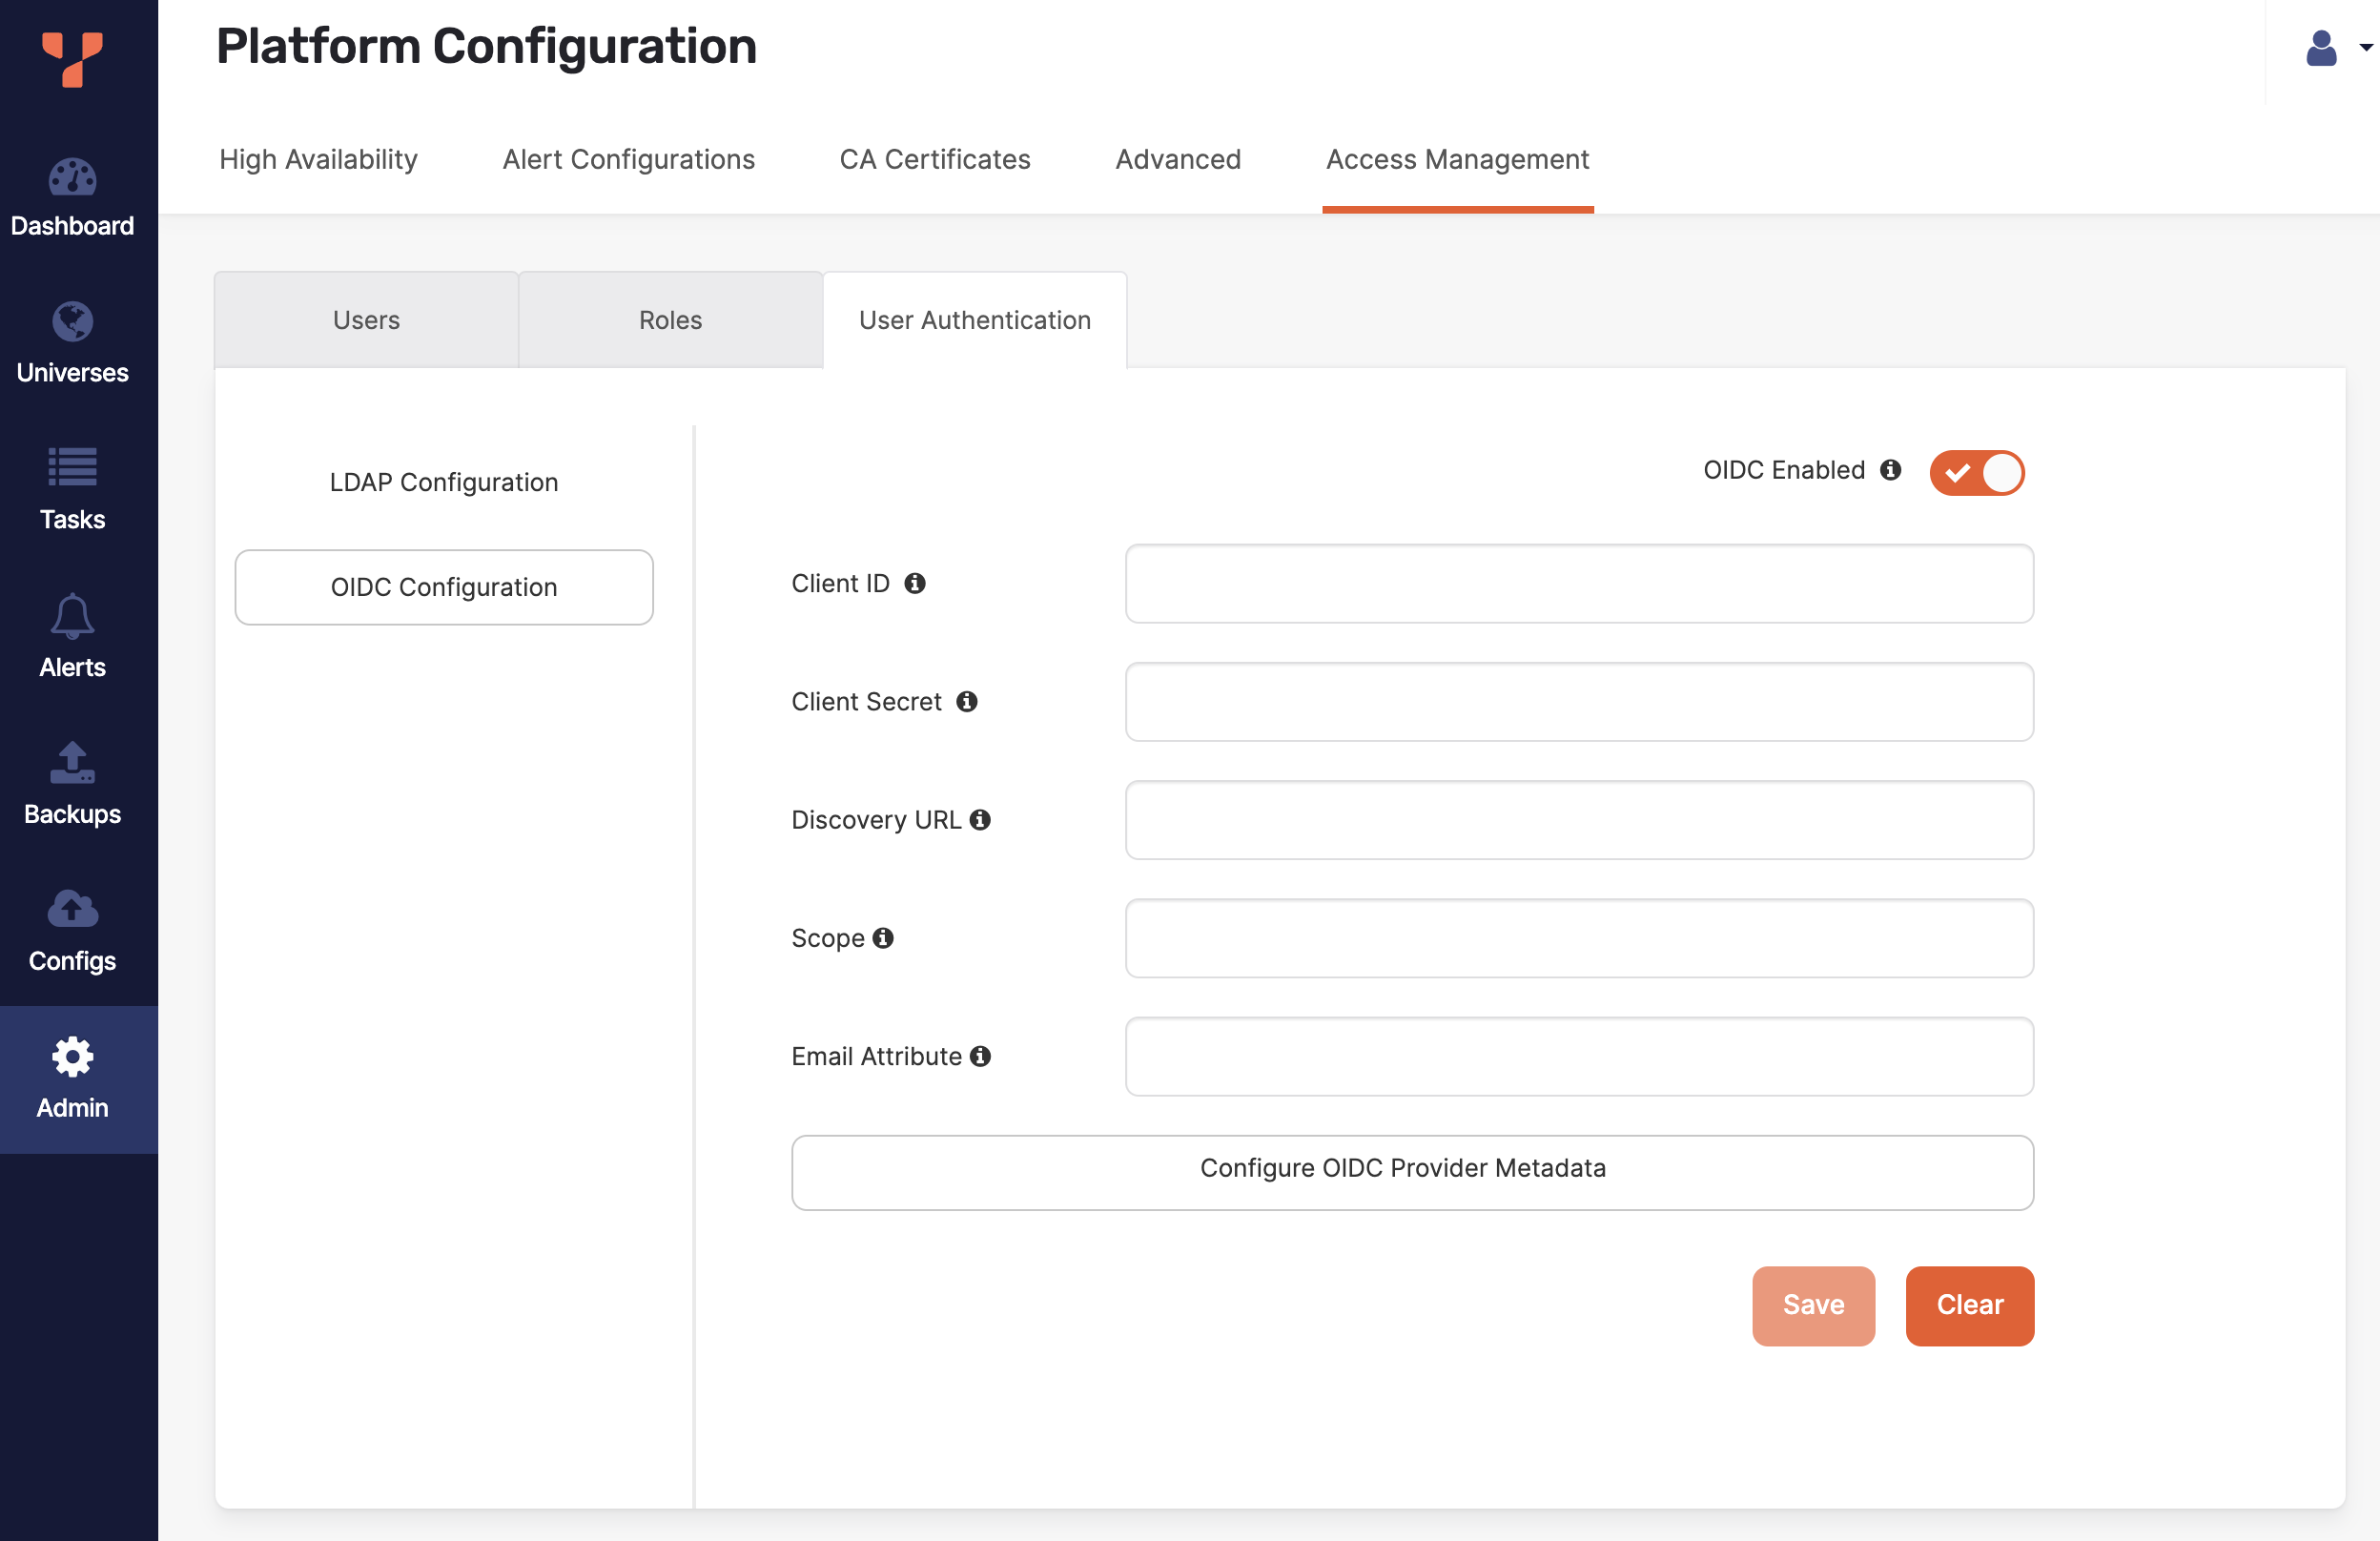 Platform Configuration
High Availability
Alert Configurations
CA Certificates
Advanced
Access Management
Dashboard
Universes
Tasks
Alerts
Backups
Configs
Admin
Users
Roles
User Authentication
LDAP Configuration
OIDC Configuration
OIDC Enabled
Client ID
Client Secret
Discovery URL
Scope
Email Attribute
Configure OIDC Provider Metadata
Save
Clear